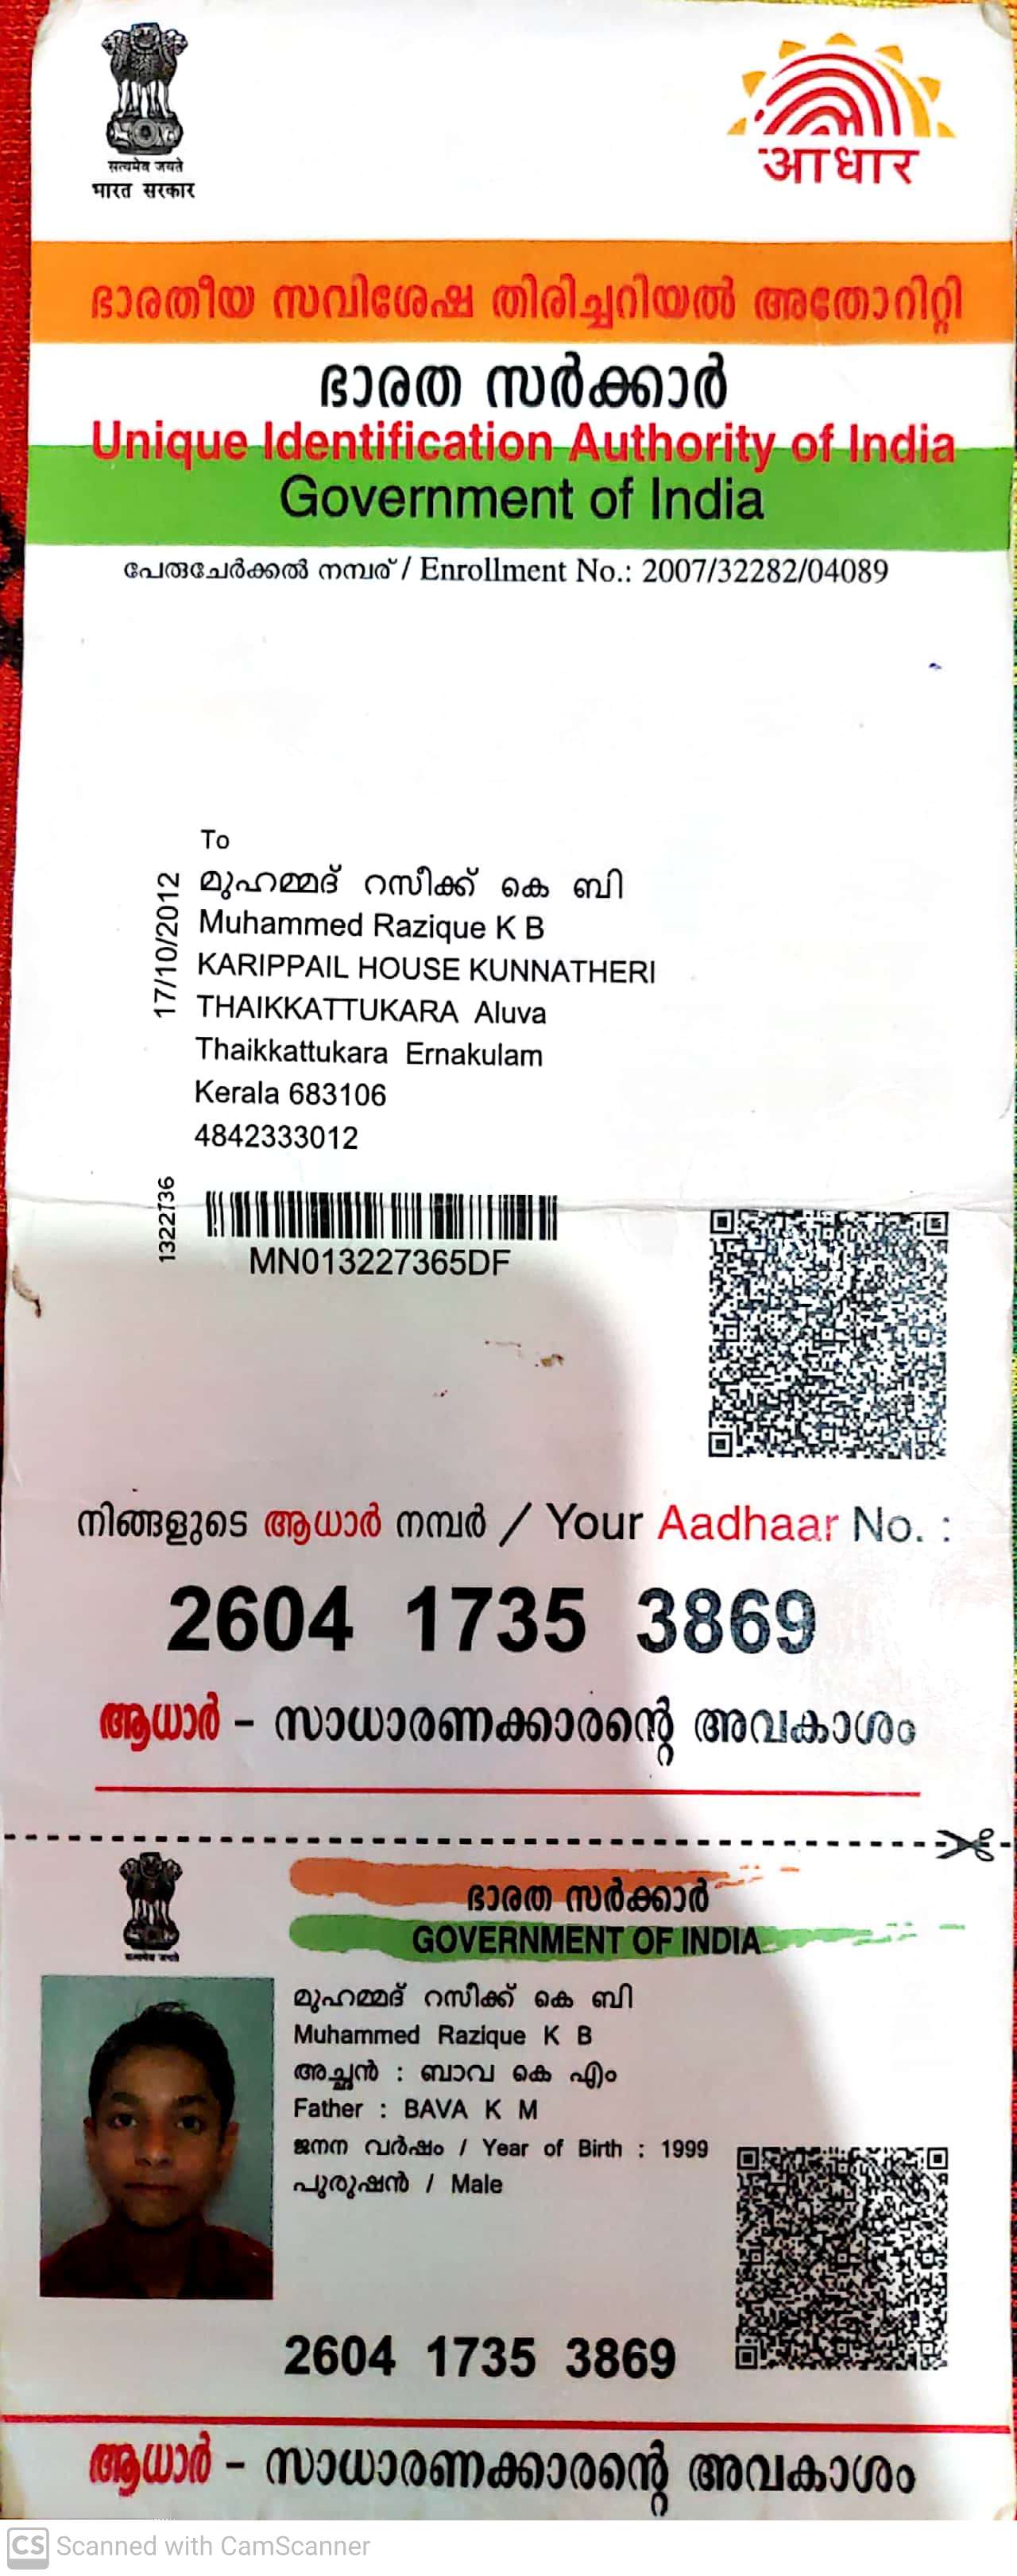 सत्यमेव जयते
भारत सरकार
आधार
ഭാരതീയ സവിശേഷ തിരിച്ചറിയൽ അതോറിറ്റി
ഭാരത സർക്കാർ
Unique Identification Authority of India
Government of India
പേരുചേർക്കൽ നമ്പര് / Enrollment No.: 2007/32282/04089
To
മുഹമ്മദ് റസീക്ക് കെ ബി
Muhammed Razique K B
KARIPPAIL HOUSE KUNNATHERI
THAIKKATTUKARA Aluva
Thaikkattukara Ernakulam
Kerala 683106
4842333012
17/10/2012
MN013227365DF
നിങ്ങളുടെ ആധാർ നമ്പർ / Your Aadhaar No. :
2604 1735 3869
ആധാർ – സാധാരണക്കാരന്റെ അവകാശം
ഭാരത സർക്കാർ
GOVERNMENT OF INDIA
മുഹമ്മദ് റസീക്ക് കെ ബി
Muhammed Razique K B
അച്ഛൻ : ബാവ കെ എം
Father : BAVA K M
ജനന വർഷം / Year of Birth : 1999
പുരുഷൻ / Male
2604 1735 3869
ആധാർ – സാധാരണക്കാരന്റെ അവകാശം
CS Scanned with CamScanner